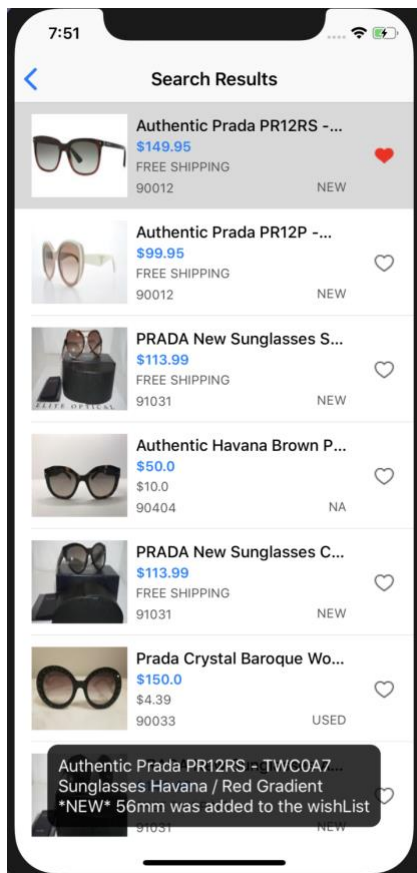 7:51
Search Results
Authentic Prada PR12RS -...
$149.95
FREE SHIPPING
90012 NEW
Authentic Prada PR12P -...
$99.95
FREE SHIPPING
90012 NEW
PRADA New Sunglasses S...
$113.99
FREE SHIPPING
91031 NEW
ELITE OPTICAL
Authentic Havana Brown P...
$50.0
$10.0
90404 NA
PRADA New Sunglasses C...
$113.99
FREE SHIPPING
91031 NEW
Prada Crystal Baroque Wo...
$150.0
$4.39
90033 USED
Authentic Prada PR12RS - TWC0A7
Sunglasses Havana / Red Gradient
*NEW* 56mm was added to the wishList
91031 NEW